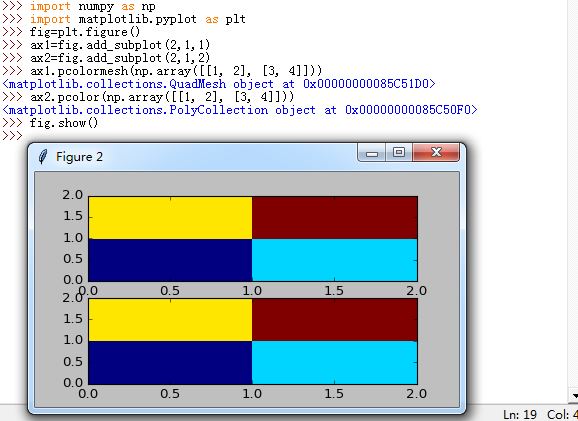 >>> import numpy as np
>>> import matplotlib.pyplot as plt
>>> fig=plt.figure()
>>> ax1=fig.add_subplot(2,1,1)
>>> ax2=fig.add_subplot(2,1,2)
>>> ax1.pcolormesh(np.array([[1, 2], [3, 4]]))
<matplotlib.collections.QuadMesh object at 0x00000000085C51D0>
>>> ax2.pcolor(np.array([[1, 2], [3, 4]]))
<matplotlib.collections.PolyCollection object at 0x00000000085C50F0>
>>> fig.show()
>>>
Figure 2
2.0
1.5
1.0
0.5
0.0
0.0 0.5 1.0 1.5 2.0
2.0
1.5
1.0
0.5
0.0
0.0 0.5 1.0 1.5 2.0
Ln: 19 Col: 4